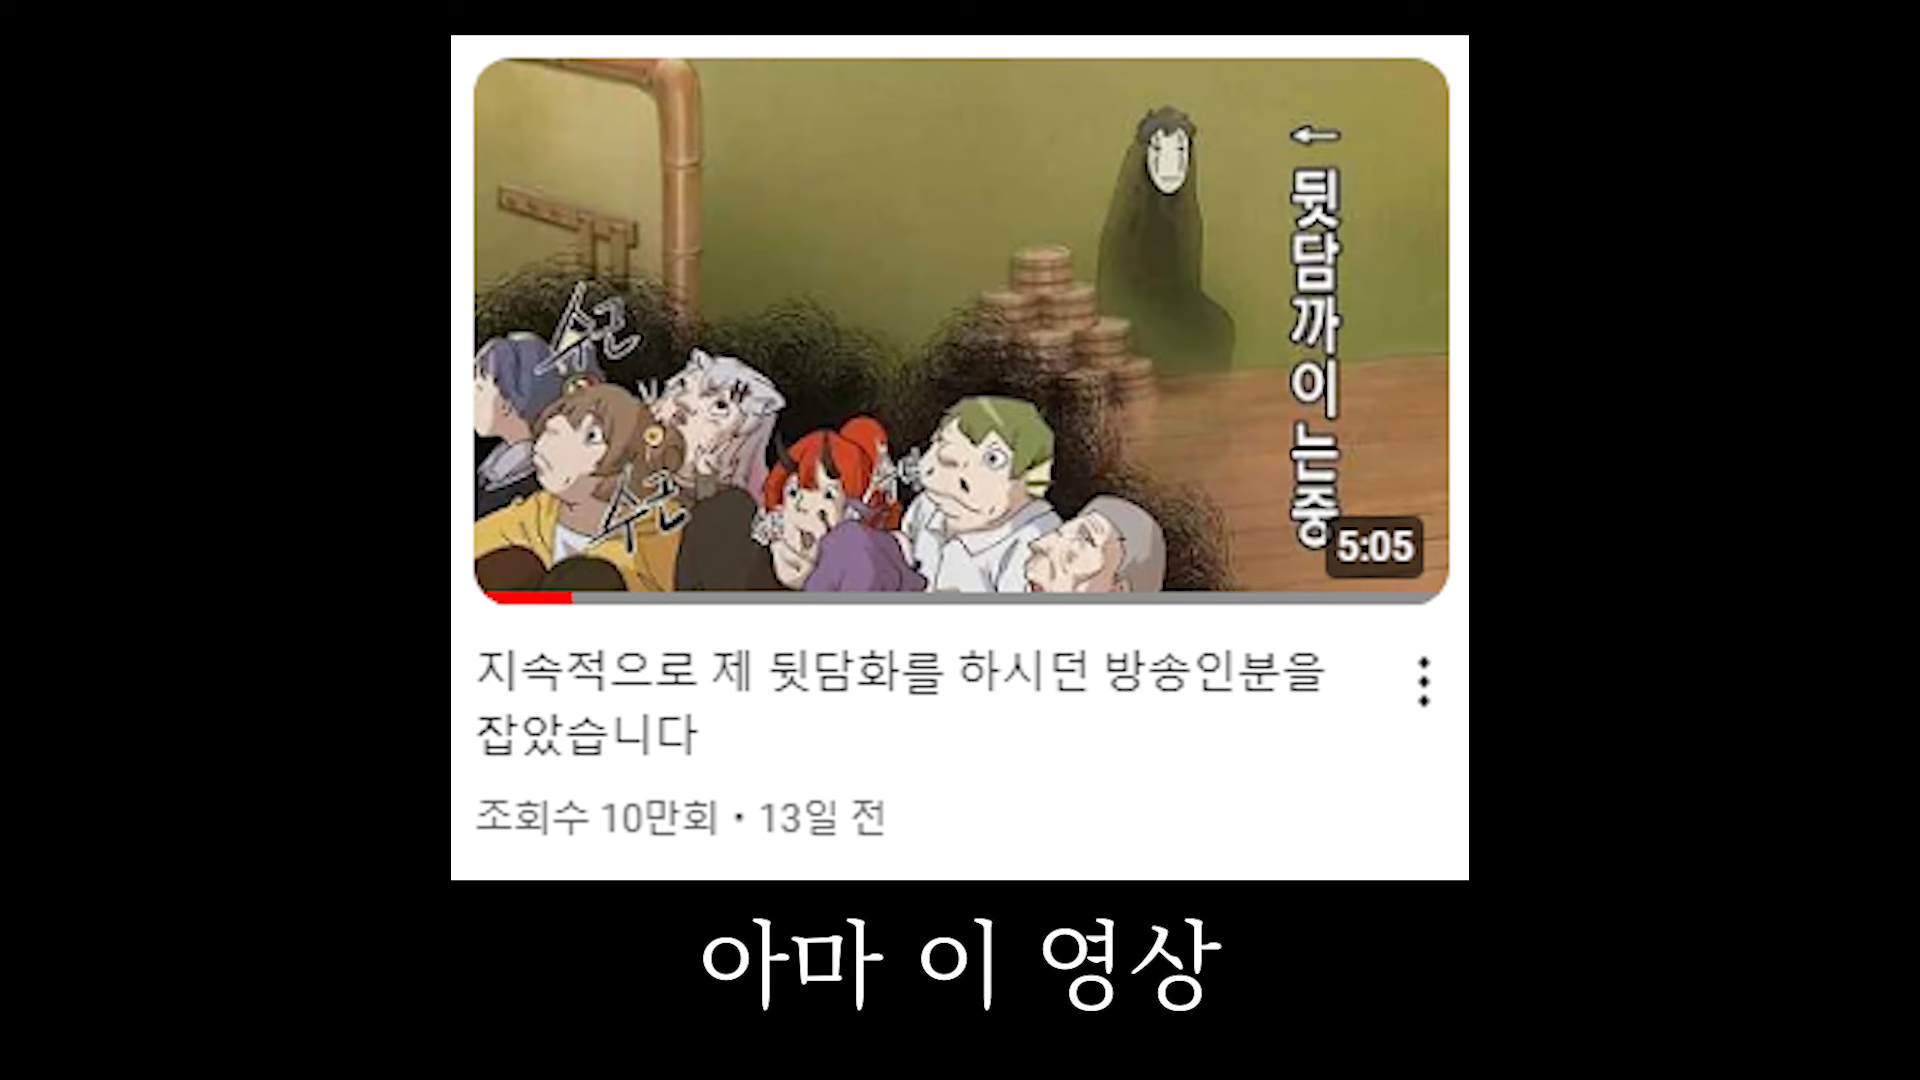 ← 뒷담까이는중
수군
수군
5:05
지속적으로 제 뒷담화를 하시던 방송인분을
잡았습니다
조회수 10만회 • 13일 전
아마 이 영상